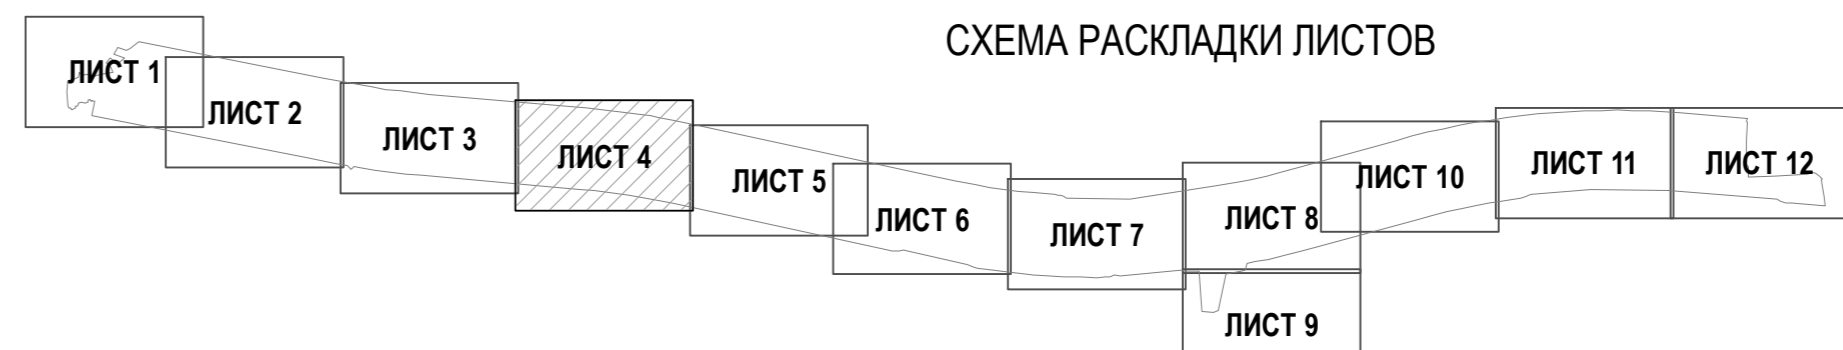 СХЕМА РАСКЛАДКИ ЛИСТОВ
ЛИСТ 1
ЛИСТ 2
ЛИСТ 3
ЛИСТ 4
ЛИСТ 5
ЛИСТ 6
ЛИСТ 7
ЛИСТ 8
ЛИСТ 9
ЛИСТ 10
ЛИСТ 11
ЛИСТ 12